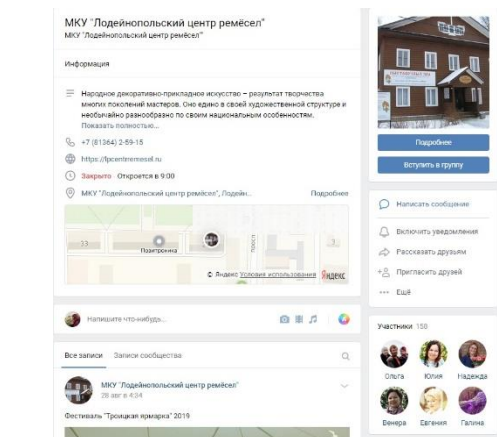 МКУ "Лодейнопольский центр ремёсел"
МКУ "Лодейнопольский центр ремёсел"
Информация
Народное декоративно-прикладное искусство – результат творчества
многих поколений мастеров. Оно едино в своей художественной структуре и
необычайно разнообразно по своим национальным особенностям.
Показать полностью...
+7 (81364) 2-59-15
https://lpcentrremesel.ru
Закрыто Откроется в 9:00
МКУ "Лодейнопольский центр ремёсел", Лодейн... Подробнее
33
Позитроника
© Яндекс Условия использования Яндекс
Напишите что-нибудь...
Все записи Записи сообщества
МКУ "Лодейнопольский центр ремёсел"
28 авг в 4:34
Фестиваль "Троицкая ярмарка" 2019
Подробнее
Вступить в группу
Написать сообщение
Включить уведомления
Рассказать друзьям
Пригласить друзей
Ещё
Участники 150
Ольга Юлия Надежда
Венера Евгения Галина